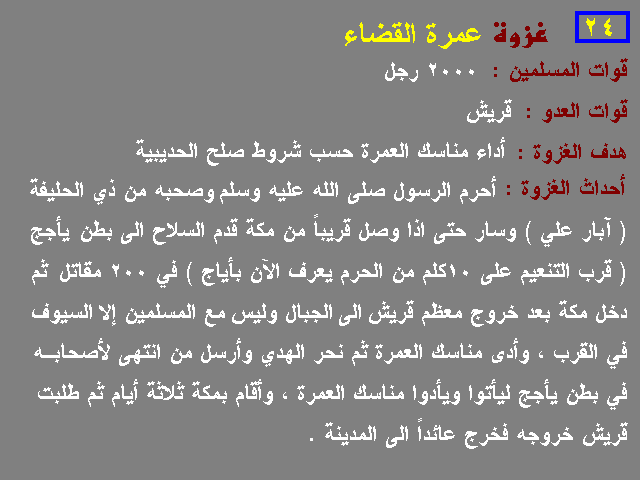 ٢٤ غزوة عمرة القضاء
قوات المسلمين : ٢٠٠٠ رجل
قوات العدو : قريش
هدف الغزوة : أداء مناسك العمرة حسب شروط صلح الحديبية
أحداث الغزوة : أحرم الرسول صلى الله عليه وسلم وصحبه من ذي الحليفة
( آبار علي ) وسار حتى اذا وصل قريباً من مكة قدم السلاح الى بطن يأجج
( قرب التنعيم على ١٠كلم من الحرم يعرف الآن بأياج ) في ٢٠٠ مقاتل ثم
دخل مكة بعد خروج معظم قريش الى الجبال وليس مع المسلمين إلا السيوف
في القرب ، وأدى مناسك العمرة ثم نحر الهدي وأرسل من انتهى لأصحابــه
في بطن يأجج ليأتوا ويأدوا مناسك العمرة ، وأقام بمكة ثلاثة أيام ثم طلبت
قريش خروجه فخرج عائداً الى المدينة .